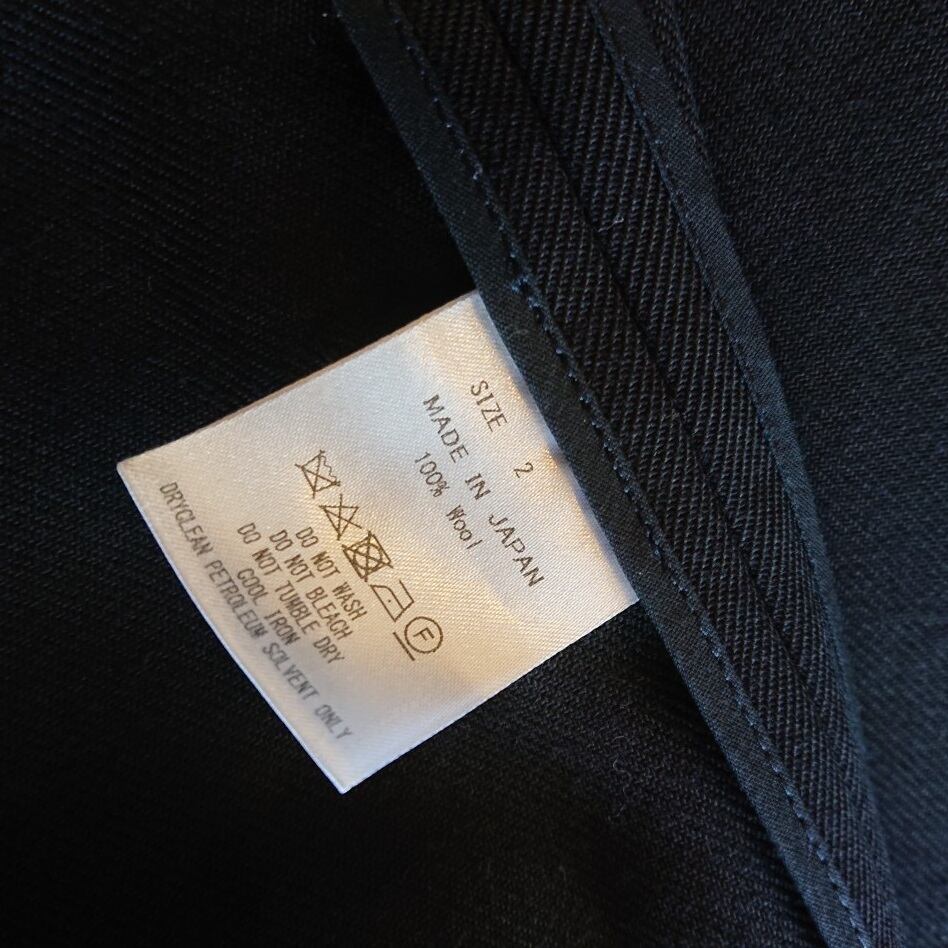 SIZE 2
MADE IN JAPAN
100% Wool
F
DO NOT WASH
DO NOT BLEACH
DO NOT TUMBLE DRY
COOL IRON
DRYCLEAN PETROLEUM SOLVENT ONLY